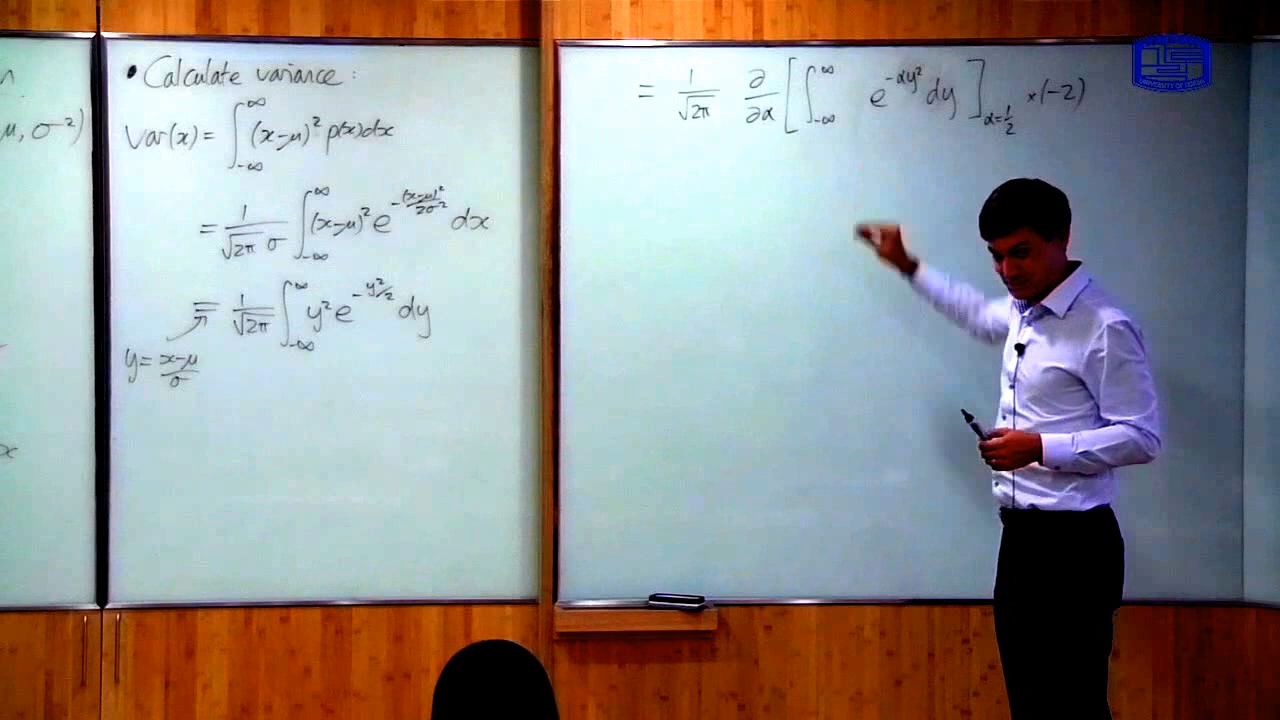 n
μ, σ²)
x
• Calculate variance :
var(x) = ∫_{-∞}^{∞} (x-μ)² p(x)dx
= 1/(√2π σ) ∫_{-∞}^{∞} (x-μ)² e^{-(x-μ)²/2σ²} dx
= 1/√2π ∫_{-∞}^{∞} y² e^{-y²/2} dy
y = (x-μ)/σ
= 1/√2π ∂/∂α [ ∫_{-∞}^{∞} e^{-αy²} dy ]_{α=1/2} × (-2)